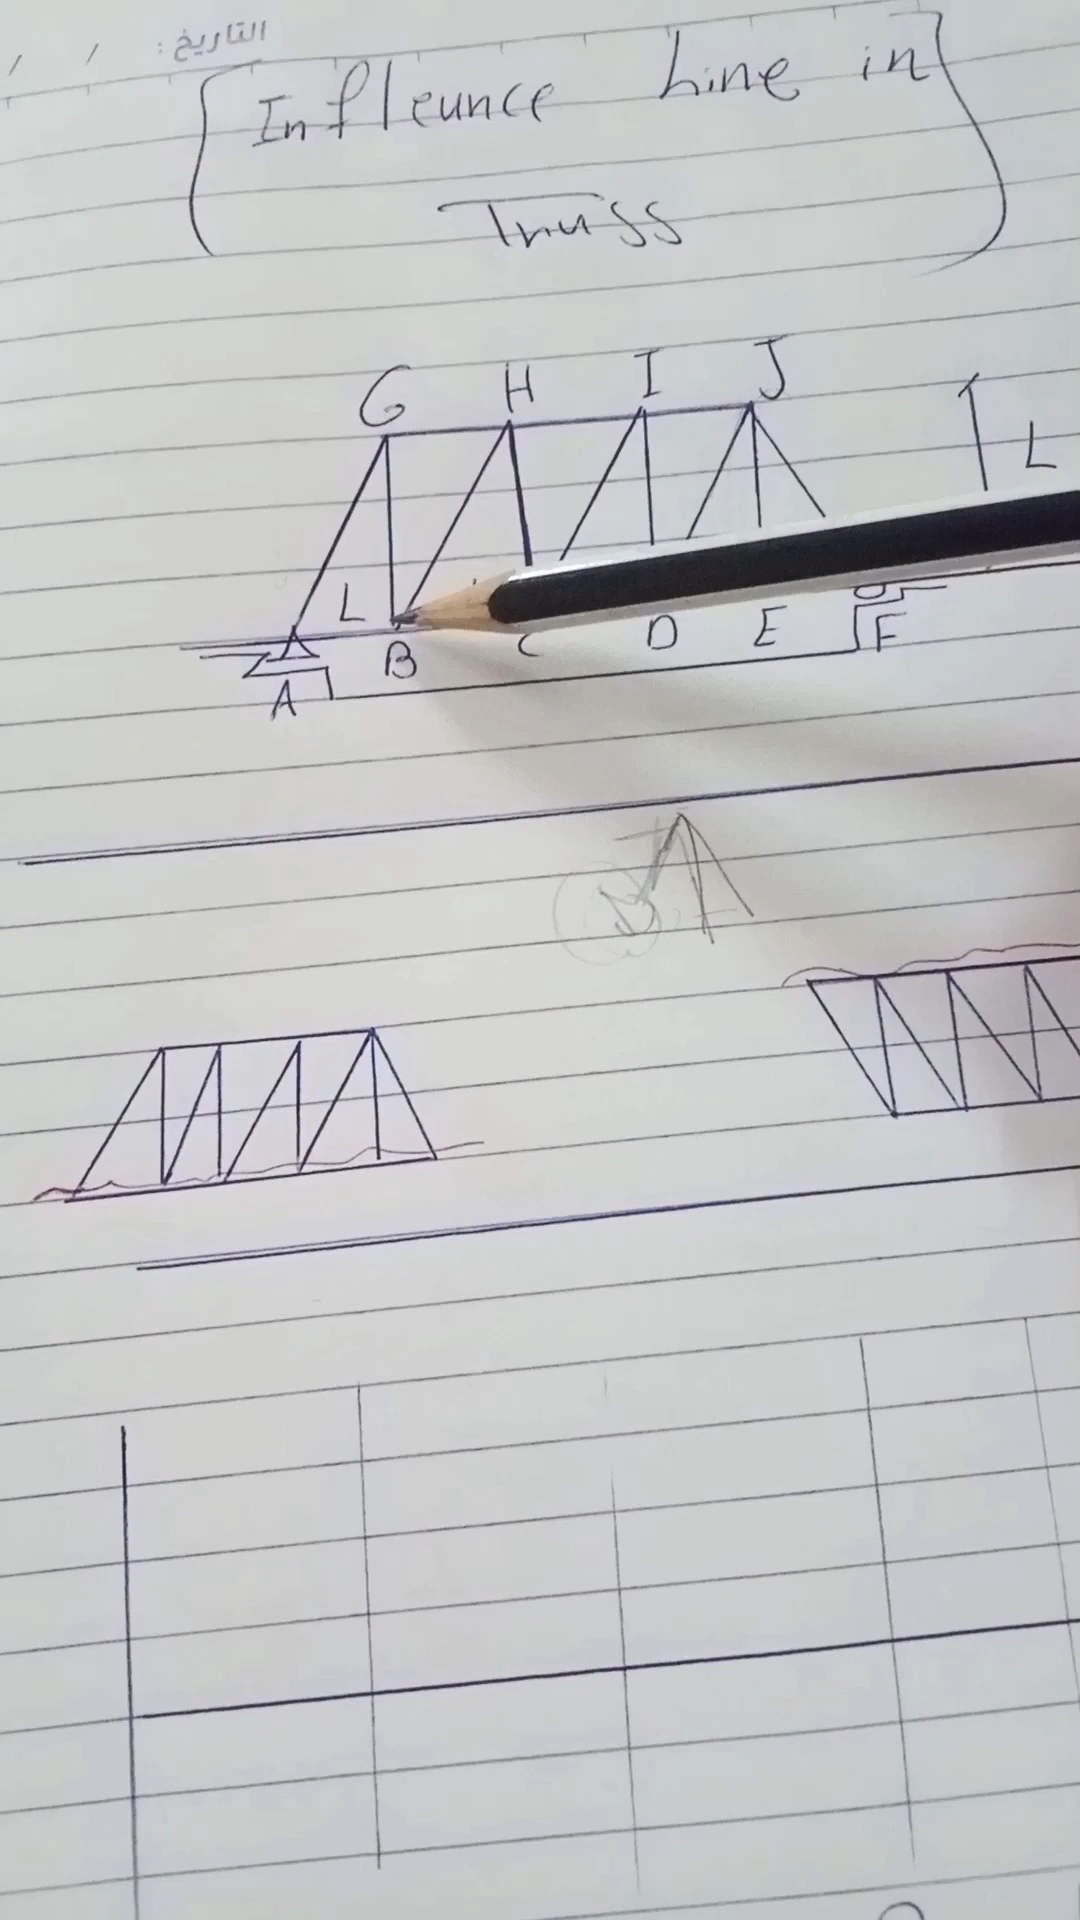 التاريخ: / /
Infleunce Line in
Truss
G H I J
L
L
A B C D E F